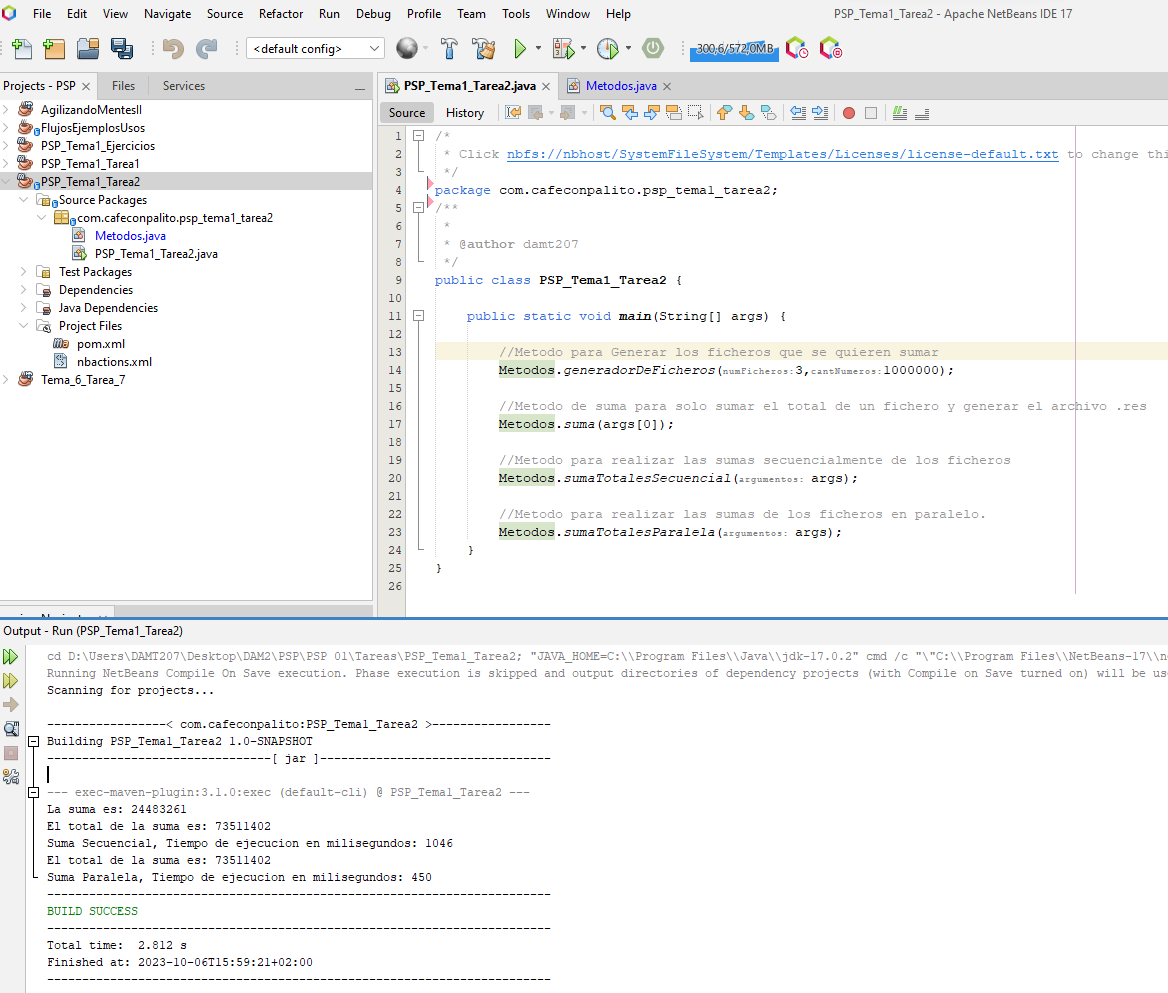 File Edit View Navigate Source Refactor Run Debug Profile Team Tools Window Help
PSP_Tema1_Tarea2 - Apache NetBeans IDE 17
<default config>
300,6/572,0MB
Projects - PSP
Files
Services
AgilizandoMentesII
FlujosEjemplosUsos
PSP_Tema1_Ejercicios
PSP_Tema1_Tarea1
PSP_Tema1_Tarea2
Source Packages
com.cafeconpalito.psp_tema1_tarea2
Metodos.java
PSP_Tema1_Tarea2.java
Test Packages
Dependencies
Java Dependencies
Project Files
pom.xml
nbactions.xml
Tema_6_Tarea_7
PSP_Tema1_Tarea2.java
Metodos.java
Source History
1 /*
2 * Click nbfs://nbhost/SystemFileSystem/Templates/Licenses/license-default.txt to change thi
3 */
4 package com.cafeconpalito.psp_tema1_tarea2;
5 /**
6 *
7 * @author damt207
8 */
9 public class PSP_Tema1_Tarea2 {
10
11 public static void main(String[] args) {
12
13 //Metodo para Generar los ficheros que se quieren sumar
14 Metodos.generadorDeFicheros(numFicheros:3,cantNumeros:1000000);
15
16 //Metodo de suma para solo sumar el total de un fichero y generar el archivo .res
17 Metodos.suma(args[0]);
18
19 //Metodo para realizar las sumas secuencialmente de los ficheros
20 Metodos.sumaTotalesSecuencial(argumentos: args);
21
22 //Metodo para realizar las sumas de los ficheros en paralelo.
23 Metodos.sumaTotalesParalela(argumentos: args);
24 }
25 }
26
Output - Run (PSP_Tema1_Tarea2)
cd D:\Users\DAMT207\Desktop\DAM2\PSP\PSP 01\Tareas\PSP_Tema1_Tarea2; "JAVA_HOME=C:\\Program Files\\Java\\jdk-17.0.2" cmd /c "\"C:\\Program Files\\NetBeans-17\\n
Running NetBeans Compile On Save execution. Phase execution is skipped and output directories of dependency projects (with Compile on Save turned on) will be us
Scanning for projects...
-----------------< com.cafeconpalito:PSP_Tema1_Tarea2 >-----------------
Building PSP_Tema1_Tarea2 1.0-SNAPSHOT
--------------------------------[ jar ]---------------------------------
--- exec-maven-plugin:3.1.0:exec (default-cli) @ PSP_Tema1_Tarea2 ---
La suma es: 24483261
El total de la suma es: 73511402
Suma Secuencial, Tiempo de ejecucion en milisegundos: 1046
El total de la suma es: 73511402
Suma Paralela, Tiempo de ejecucion en milisegundos: 450
------------------------------------------------------------------------
BUILD SUCCESS
------------------------------------------------------------------------
Total time:  2.812 s
Finished at: 2023-10-06T15:59:21+02:00
------------------------------------------------------------------------